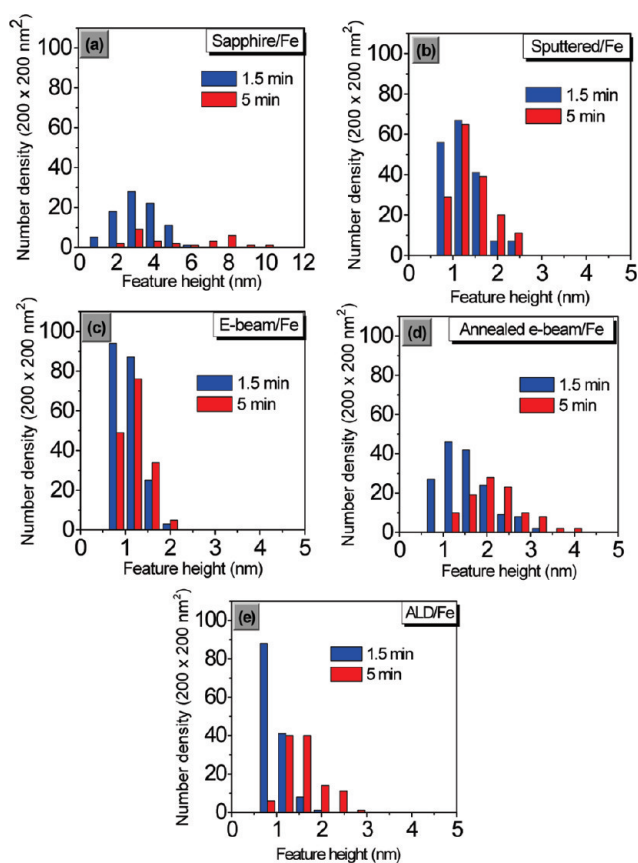 (a)
Sapphire/Fe
1.5 min
5 min
Number density (200 x 200 nm²)
100
80
60
40
20
0
0 2 4 6 8 10 12
Feature height (nm)
(b)
Sputtered/Fe
1.5 min
5 min
Number density (200 x 200 nm²)
100
80
60
40
20
0
0 1 2 3 4 5
Feature height (nm)
(c)
E-beam/Fe
1.5 min
5 min
Number density (200 x 200 nm²)
100
80
60
40
20
0
0 1 2 3 4 5
Feature height (nm)
(d)
Annealed e-beam/Fe
1.5 min
5 min
Number density (200 x 200 nm²)
100
80
60
40
20
0
0 1 2 3 4 5
Feature height (nm)
(e)
ALD/Fe
1.5 min
5 min
Number density (200 x 200 nm²)
100
80
60
40
20
0
0 1 2 3 4 5
Feature height (nm)